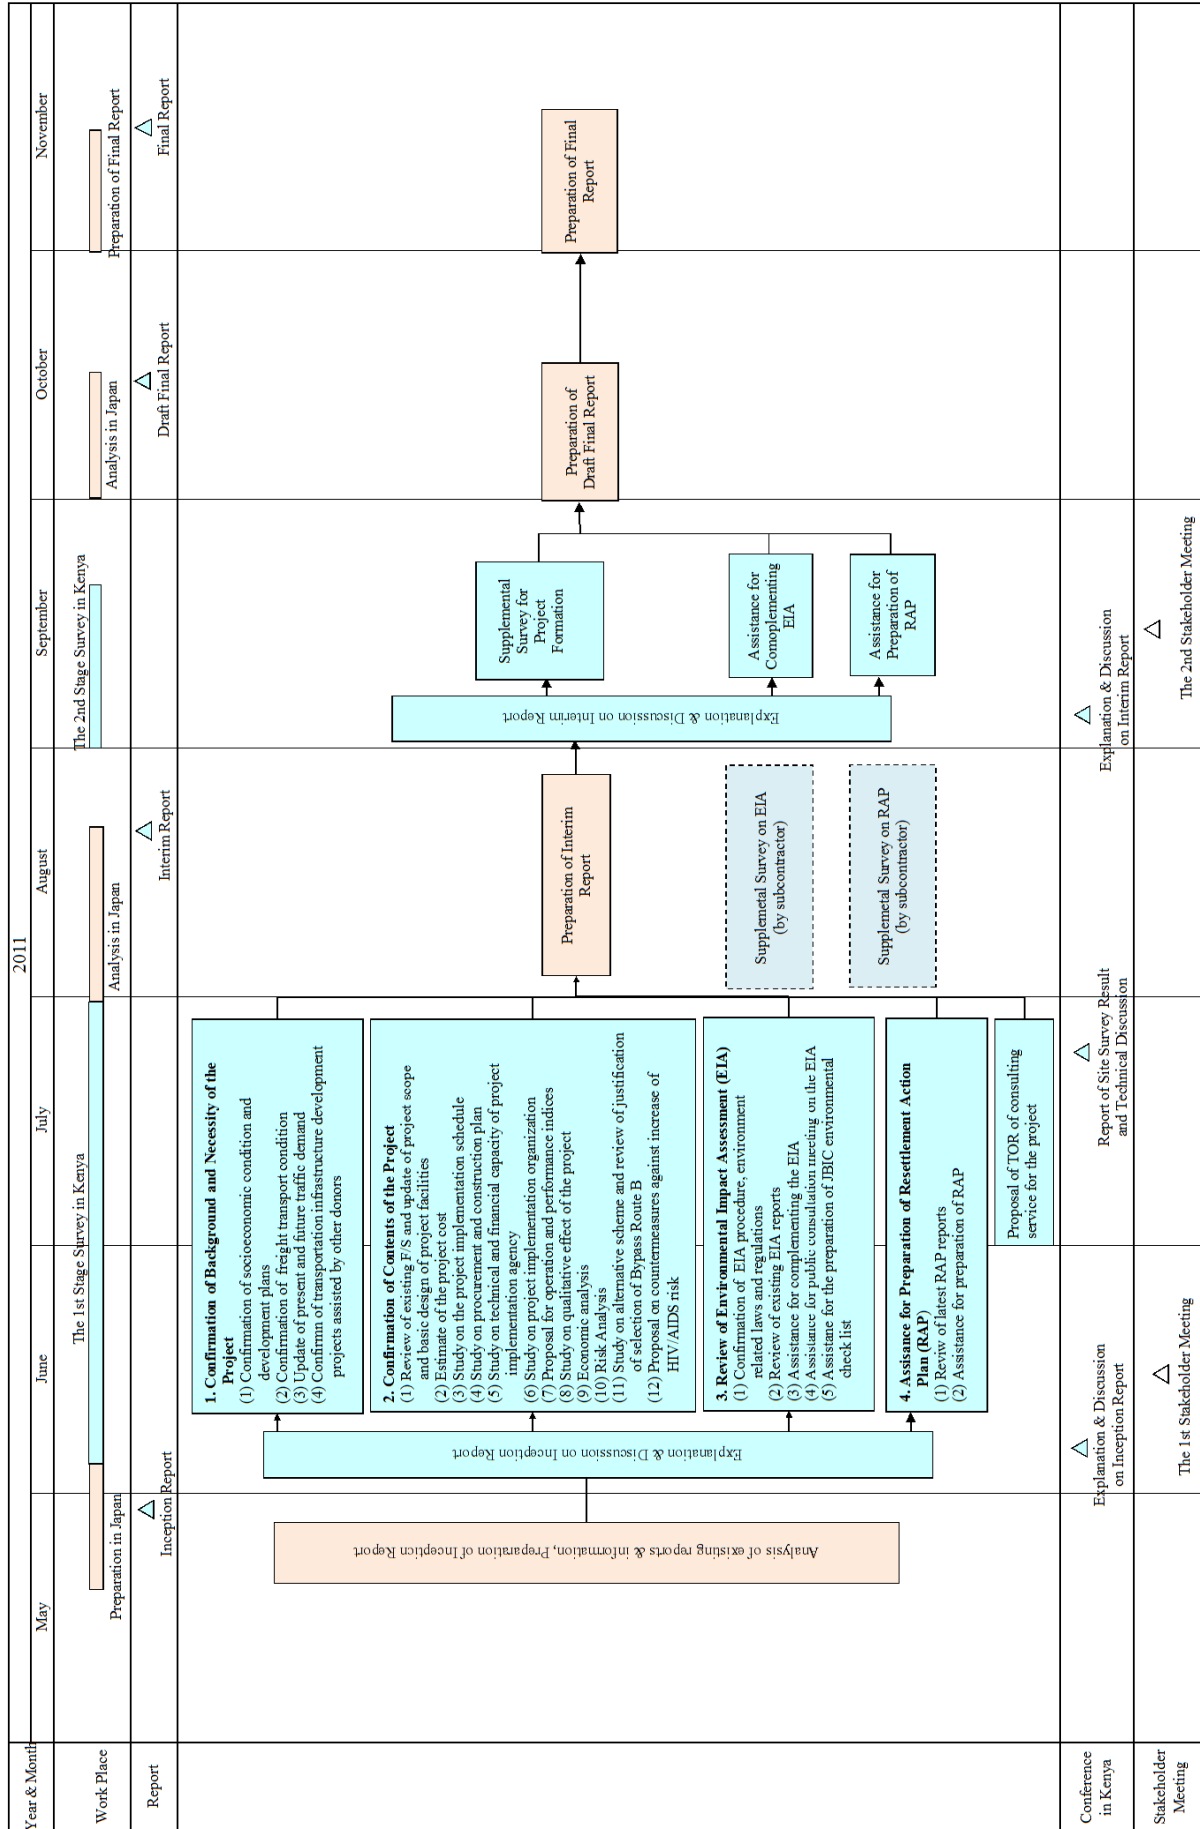 2011
Year & Month
May
June
July
August
September
October
November
Work Place
Preparation in Japan
The 1st Stage Survey in Kenya
Analysis in Japan
The 2nd Stage Survey in Kenya
Analysis in Japan
Preparation of Final Report
Report
Inception Report
Interim Report
Draft Final Report
Final Report
Analysis of existing reports & information, Preparation of Inception Report
Explanation & Discussion on Inception Report
1. Confirmation of Background and Necessity of the
Project
(1) Confirmation of socioeconomic condition and
development plans
(2) Confirmation of freight transport condition
(3) Update of present and future traffic demand
(4) Confirmn of transportation infrastructure development
projects assisted by other donors
2. Confirmation of Contents of the Project
(1) Review of existing F/S and update of project scope
and basic design of project facilities
(2) Estimate of the project cost
(3) Study on the project implementation schedule
(4) Study on procurement and construction plan
(5) Study on technical and financial capacity of project
implementation agency
(6) Study on project implementation organization
(7) Proposal for operation and performance indices
(8) Study on qualitative effect of the project
(9) Economic analysis
(10) Risk Analysis
(11) Study on alternative scheme and review of justification
of selection of Bypass Route B
(12) Proposal on countermeasures against increase of
HIV/AIDS risk
3. Review of Environmental Impact Assessment (EIA)
(1) Confirmation of EIA procedure, environment
related laws and regulations
(2) Review of existing EIA reports
(3) Assistance for complementing the EIA
(4) Assistance for public consultation meeting on the EIA
(5) Assistane for the preparation of JBIC environmental
check list
4. Assisance for Preparation of Resettlement Action
Plan (RAP)
(1) Reviw of latest RAP reports
(2) Assistance for preparation of RAP
Proposal of TOR of consulting
service for the project
Preparation of Interim
Report
Supplemetal Survey on EIA
(by subcontractor)
Supplemetal Survey on RAP
(by subcontractor)
Explanation & Discussion on Interim Report
Supplemental
Survey for
Project
Formation
Assistance for
Comoplementing
EIA
Assistance for
Preparation of
RAP
Preparation of
Draft Final Report
Preparation of Final
Report
Conference
in Kenya
Explanation & Discussion
on Inception Report
Report of Site Survey Result
and Technical Discussion
Explanation & Discussion
on Interim Report
Stakeholder
Meeting
The 1st Stakeholder Meeting
The 2nd Stakeholder Meeting